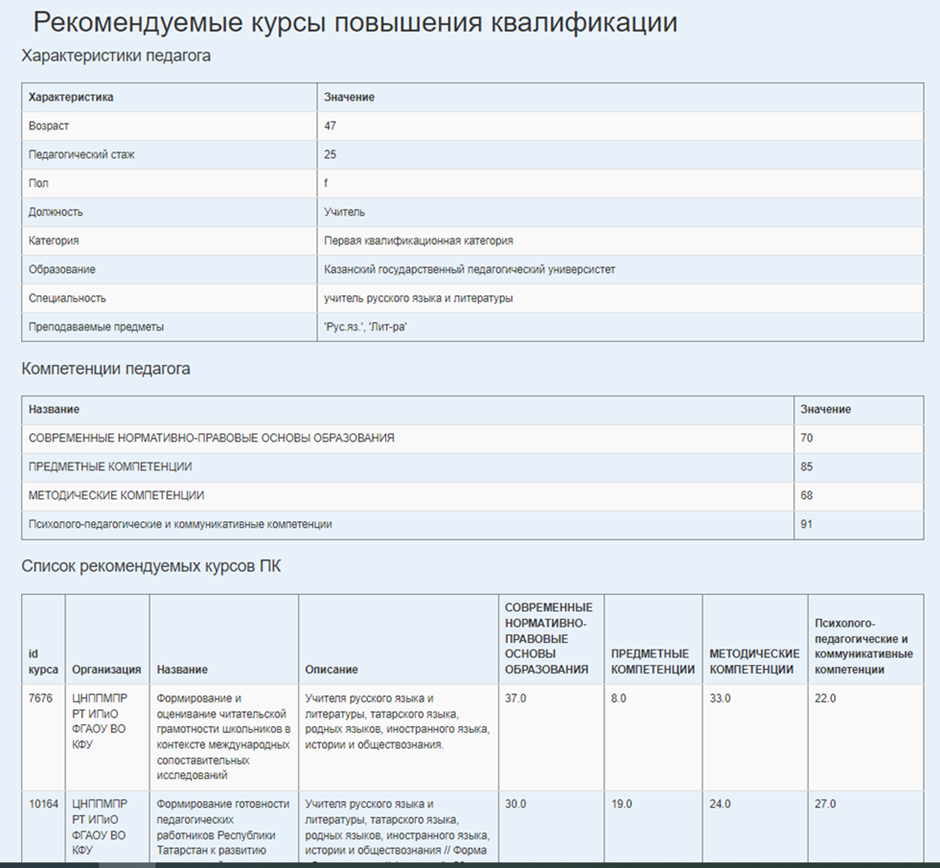 Рекомендуемые курсы повышения квалификации
Характеристики педагога
Характеристика Значение
Возраст 47
Педагогический стаж 25
Пол f
Должность Учитель
Категория Первая квалификационная категория
Образование Казанский государственный педагогический универсистет
Специальность учитель русского языка и литературы
Преподаваемые предметы 'Рус.яз.', 'Лит-ра'
Компетенции педагога
Название Значение
СОВРЕМЕННЫЕ НОРМАТИВНО-ПРАВОВЫЕ ОСНОВЫ ОБРАЗОВАНИЯ 70
ПРЕДМЕТНЫЕ КОМПЕТЕНЦИИ 85
МЕТОДИЧЕСКИЕ КОМПЕТЕНЦИИ 68
Психолого-педагогические и коммуникативные компетенции 91
Список рекомендуемых курсов ПК
id
курса
Организация
Название
Описание
СОВРЕМЕННЫЕ
НОРМАТИВНО-
ПРАВОВЫЕ
ОСНОВЫ
ОБРАЗОВАНИЯ
ПРЕДМЕТНЫЕ
КОМПЕТЕНЦИИ
МЕТОДИЧЕСКИЕ
КОМПЕТЕНЦИИ
Психолого-
педагогические и
коммуникативные
компетенции
7676
ЦНППМПР
РТ ИПиО
ФГАОУ ВО
КФУ
Формирование и
оценивание читательской
грамотности школьников в
контексте международных
сопоставительных
исследований
Учителя русского языка и
литературы, татарского языка,
родных языков, иностранного языка,
истории и обществознания.
37.0
8.0
33.0
22.0
10164
ЦНППМПР
РТ ИПиО
ФГАОУ ВО
КФУ
Формирование готовности
педагогических
работников Республики
Татарстан к развитию
Учителя русского языка и
литературы, татарского языка,
родных языков, иностранного языка,
истории и обществознания // Форма
30.0
19.0
24.0
27.0